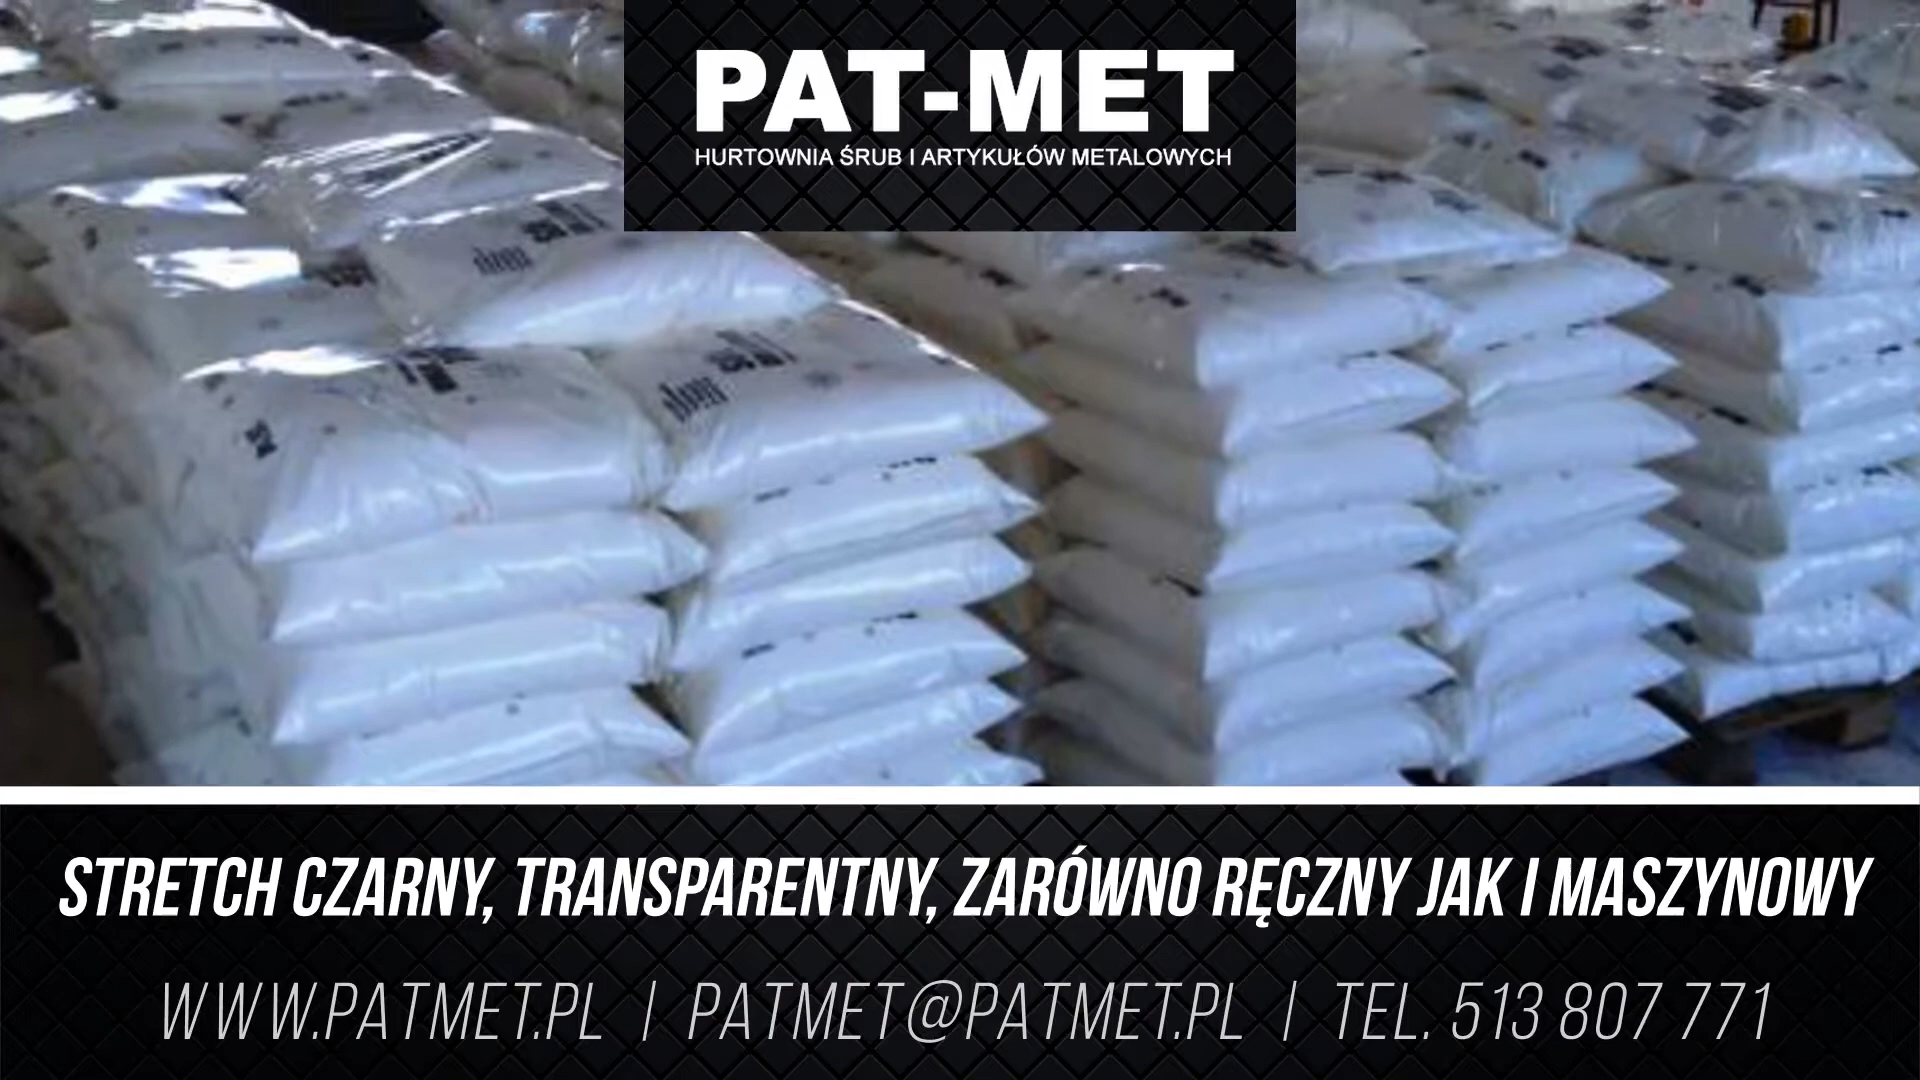 PAT-MET
HURTOWNIA ŚRUB I ARTYKUŁÓW METALOWYCH
STRETCH CZARNY, TRANSPARENTNY, ZARÓWNO RĘCZNY JAK I MASZYNOWY
WWW.PATMET.PL | PATMET@PATMET.PL | TEL. 513 807 771